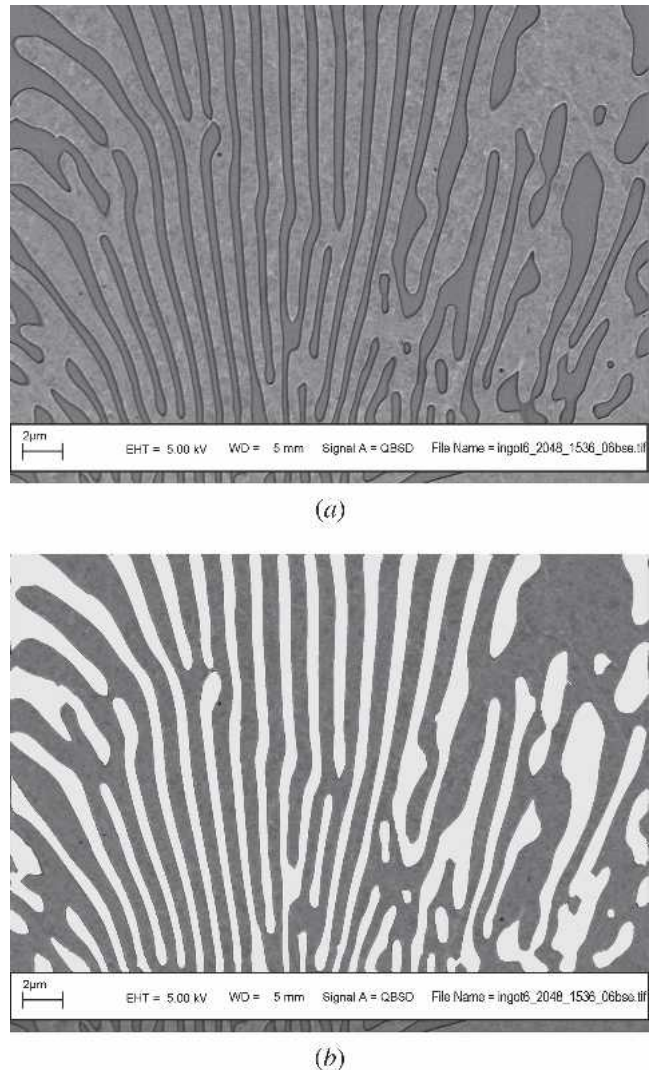 2µm EHT = 5.00 kV WD = 5 mm Signal A = QBSD File Name = ingot6_2048_1536_06bse.tif
(a)
2µm EHT = 5.00 kV WD = 5 mm Signal A = QBSD File Name = ingot6_2048_1536_06bse.tif
(b)